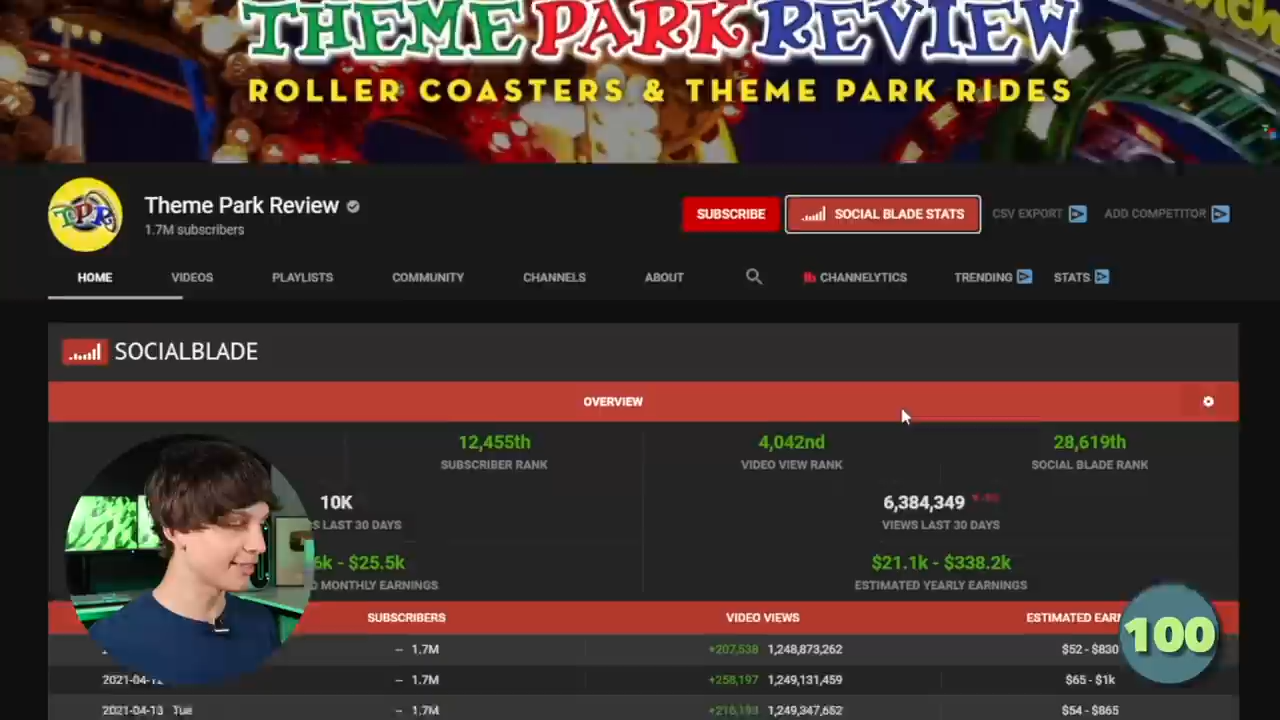 THEME PARK REVIEW
ROLLER COASTERS & THEME PARK RIDES
Theme Park Review
1.7M subscribers
SUBSCRIBE
SOCIAL BLADE STATS
CSV EXPORT
ADD COMPETITOR
HOME
VIDEOS
PLAYLISTS
COMMUNITY
CHANNELS
ABOUT
CHANNELYTICS
TRENDING
STATS
TPR
SOCIALBLADE
OVERVIEW
12,455th
4,042nd
28,619th
SUBSCRIBER RANK
VIDEO VIEW RANK
SOCIAL BLADE RANK
10K
6,384,349
S LAST 30 DAYS
VIEWS LAST 30 DAYS
6k - $25.5k
$21.1k - $338.2k
MONTHLY EARNINGS
ESTIMATED YEARLY EARNINGS
SUBSCRIBERS
VIDEO VIEWS
ESTIMATED EARN
100
-- 1.7M
+207,538 1,248,873,262
$52 - $830
2021-04-12
-- 1.7M
+258,197 1,249,131,459
$65 - $1k
2021-04-13 Tue
-- 1.7M
+216,193 1,249,347,652
$54 - $865